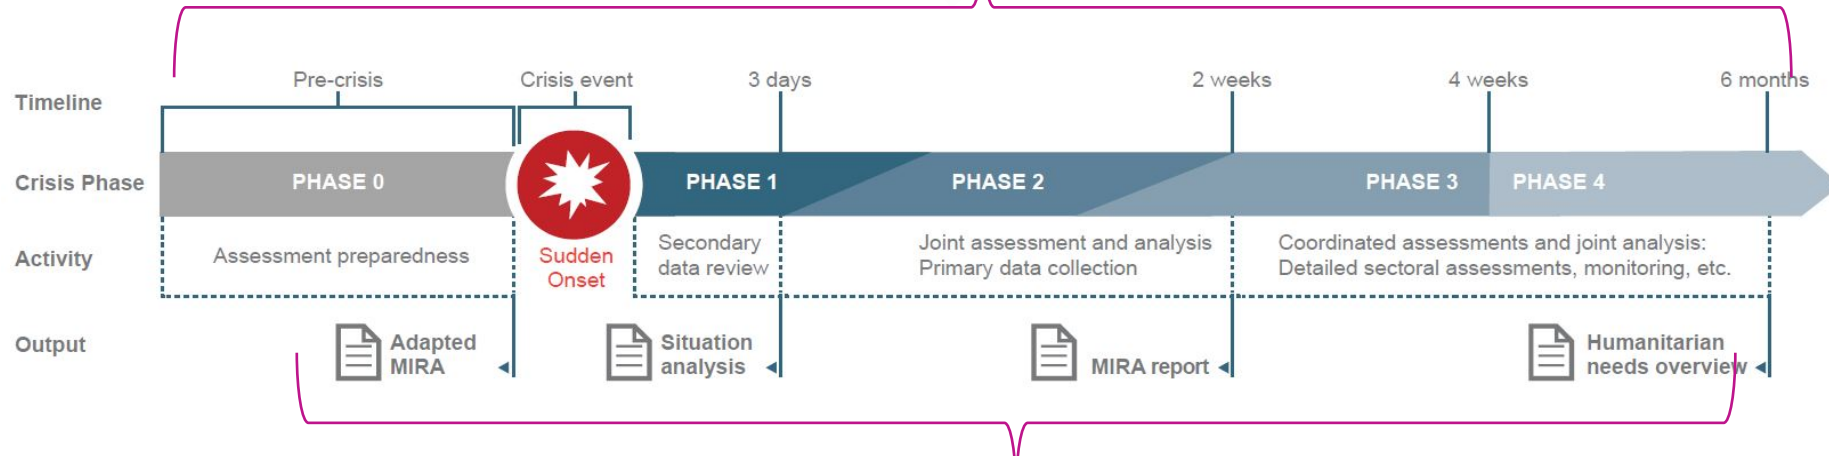 Timeline
Pre-crisis
Crisis event
3 days
2 weeks
4 weeks
6 months
Crisis Phase
PHASE 0
PHASE 1
PHASE 2
PHASE 3
PHASE 4
Activity
Assessment preparedness
Sudden
Onset
Secondary
data review
Joint assessment and analysis
Primary data collection
Coordinated assessments and joint analysis:
Detailed sectoral assessments, monitoring, etc.
Output
Adapted
MIRA
Situation
analysis
MIRA report
Humanitarian
needs overview